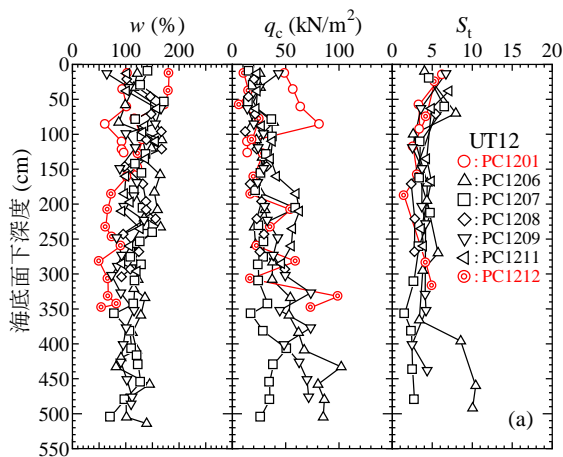 w (%)
qc (kN/m²)
St
0 100 200
0 50 100
0 5 10 15 20
0
50
100
150
200
250
300
350
400
450
500
550
海底面下深度 (cm)
UT12
: PC1201
: PC1206
: PC1207
: PC1208
: PC1209
: PC1211
: PC1212
(a)